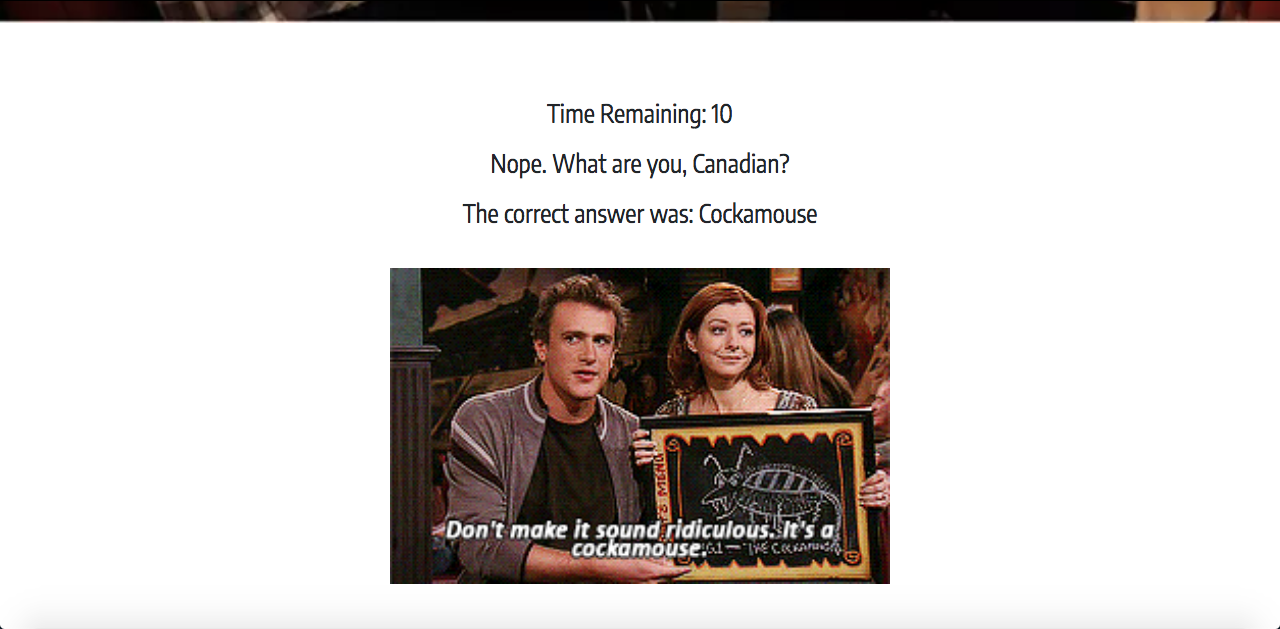 Time Remaining: 10
Nope. What are you, Canadian?
The correct answer was: Cockamouse
MENU
Don't make it sound ridiculous. It's a
cockamouse.